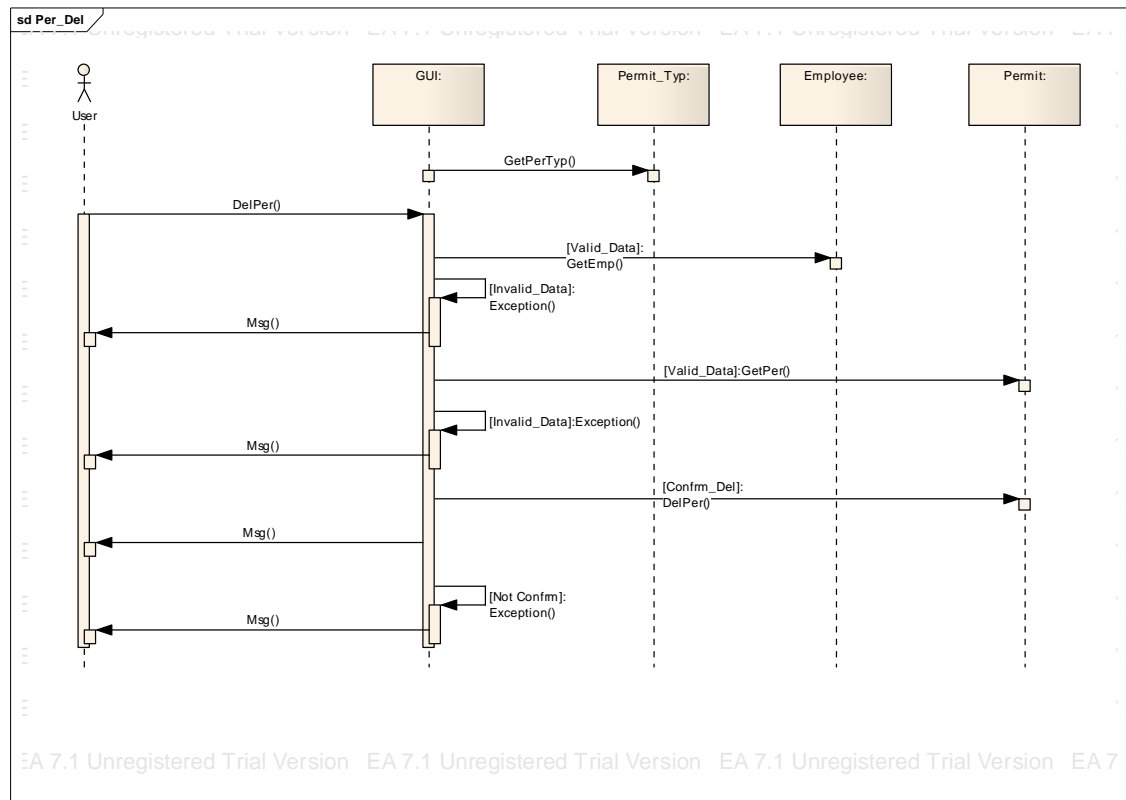 sd Per_Del
EA 7.1 Unregistered Trial Version EA 7.1 Unregistered Trial Version EA 7.1 Unregistered Trial Version EA 7
User
GUI:
Permit_Typ:
Employee:
Permit:
GetPerTyp()
DelPer()
[Valid_Data]:
GetEmp()
[Invalid_Data]:
Exception()
Msg()
[Valid_Data]:GetPer()
[Invalid_Data]:Exception()
Msg()
[Confrm_Del]:
DelPer()
Msg()
[Not Confrm]:
Exception()
Msg()
EA 7.1 Unregistered Trial Version EA 7.1 Unregistered Trial Version EA 7.1 Unregistered Trial Version EA 7